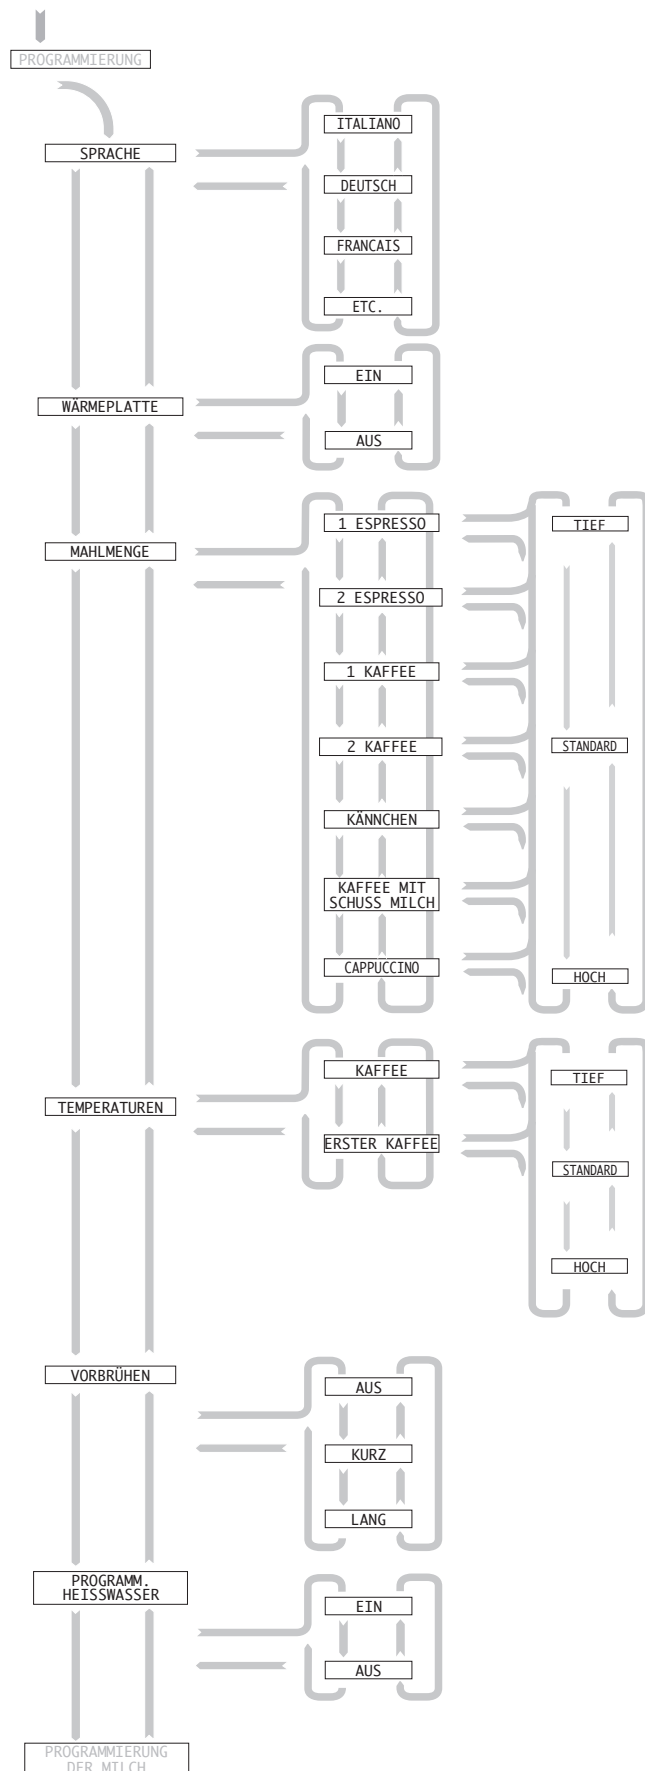 PROGRAMMIERUNG
SPRACHE
ITALIANO
DEUTSCH
FRANCAIS
ETC.
WÄRMEPLATTE
EIN
AUS
MAHLMENGE
1 ESPRESSO
2 ESPRESSO
1 KAFFEE
2 KAFFEE
KÄNNCHEN
KAFFEE MIT
SCHUSS MILCH
CAPPUCCINO
TIEF
STANDARD
HOCH
TEMPERATUREN
KAFFEE
ERSTER KAFFEE
TIEF
STANDARD
HOCH
VORBRÜHEN
AUS
KURZ
LANG
PROGRAMM.
HEISSWASSER
EIN
AUS
PROGRAMMIERUNG
DER MILCH